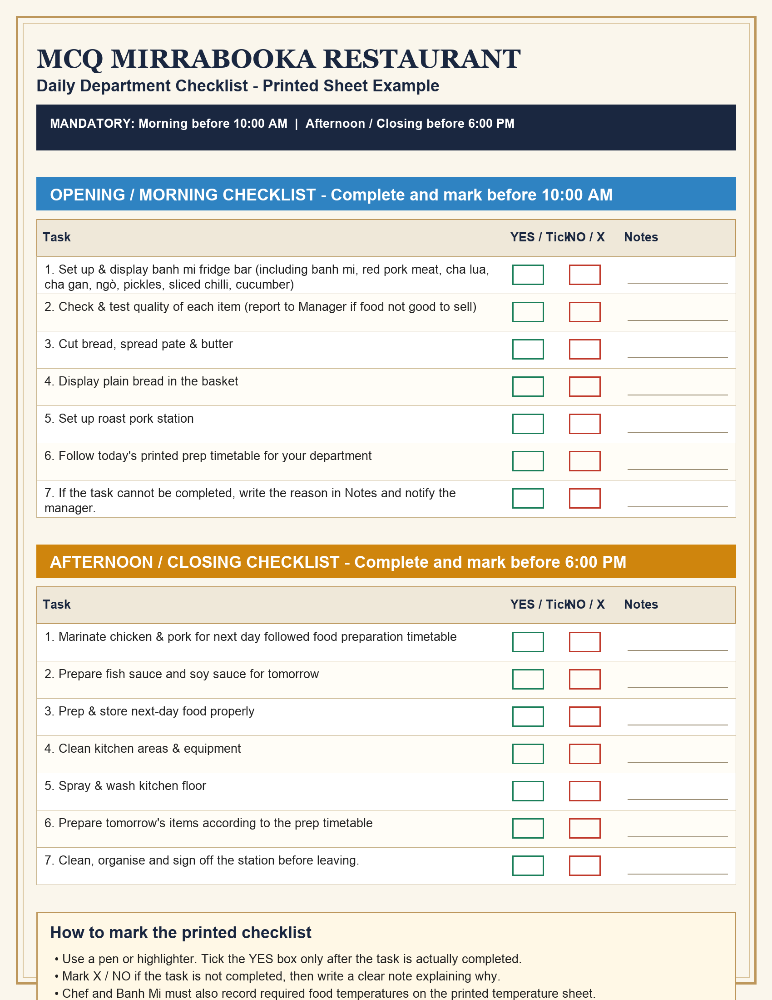 MCQ MIRRABOOKA RESTAURANT
Daily Department Checklist - Printed Sheet Example
MANDATORY: Morning before 10:00 AM | Afternoon / Closing before 6:00 PM
OPENING / MORNING CHECKLIST - Complete and mark before 10:00 AM
Task YES / Tick NO / X Notes
1. Set up & display banh mi fridge bar (including banh mi, red pork meat, cha lua,
cha gan, ngò, pickles, sliced chilli, cucumber)
2. Check & test quality of each item (report to Manager if food not good to sell)
3. Cut bread, spread pate & butter
4. Display plain bread in the basket
5. Set up roast pork station
6. Follow today's printed prep timetable for your department
7. If the task cannot be completed, write the reason in Notes and notify the
manager.
AFTERNOON / CLOSING CHECKLIST - Complete and mark before 6:00 PM
Task YES / Tick NO / X Notes
1. Marinate chicken & pork for next day followed food preparation timetable
2. Prepare fish sauce and soy sauce for tomorrow
3. Prep & store next-day food properly
4. Clean kitchen areas & equipment
5. Spray & wash kitchen floor
6. Prepare tomorrow's items according to the prep timetable
7. Clean, organise and sign off the station before leaving.
How to mark the printed checklist
• Use a pen or highlighter. Tick the YES box only after the task is actually completed.
• Mark X / NO if the task is not completed, then write a clear note explaining why.
• Chef and Banh Mi must also record required food temperatures on the printed temperature sheet.